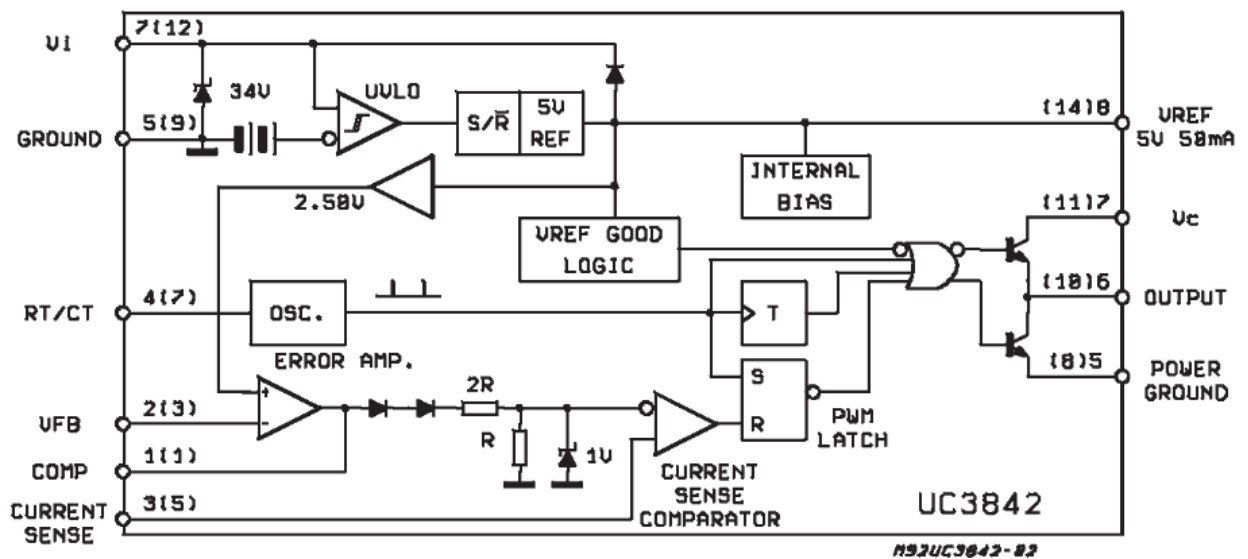 7(12)
Vi
34V
UVLO
S/R̅
5V
REF
(14)8
VREF
5V 50mA
5(9)
GROUND
INTERNAL
BIAS
2.50V
(11)7
Vc
VREF GOOD
LOGIC
4(7)
RT/CT
OSC.
T
(10)6
OUTPUT
ERROR AMP.
(8)5
POWER
GROUND
S
R
2R
+
-
2(3)
VFB
R
1V
PWM
LATCH
1(1)
COMP
CURRENT
SENSE
COMPARATOR
3(5)
CURRENT
SENSE
UC3842
M92UC3842-02